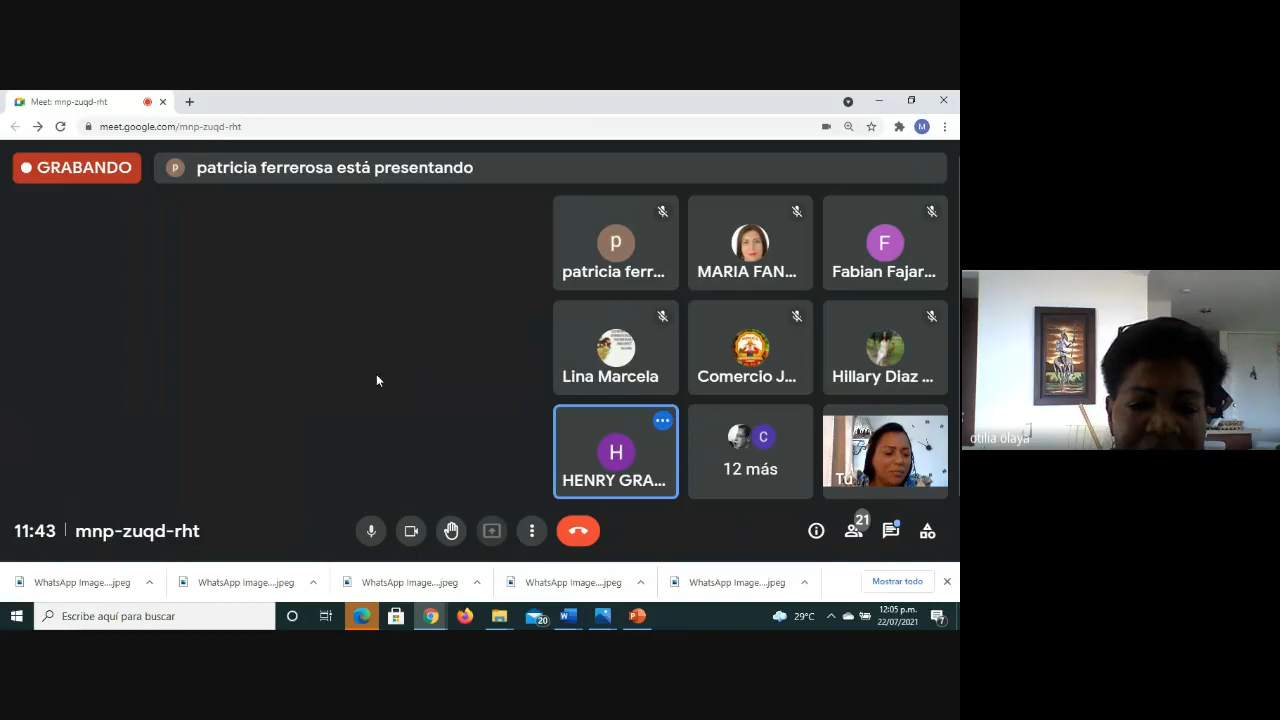 Meet: mnp-zuqd-rht
meet.google.com/mnp-zuqd-rht
M
GRABANDO
p
patricia ferrerosa está presentando
p
patricia ferr...
MARIA FAN...
F
Fabian Fajar...
Lina Marcela
Comercio J...
Hillary Diaz ...
H
HENRY GRA...
C
12 más
Tú
otilia olaya
11:43
mnp-zuqd-rht
21
WhatsApp Image....jpeg
WhatsApp Image....jpeg
WhatsApp Image....jpeg
WhatsApp Image....jpeg
WhatsApp Image....jpeg
Mostrar todo
Escribe aquí para buscar
20
29°C
12:05 p.m.
22/07/2021
7